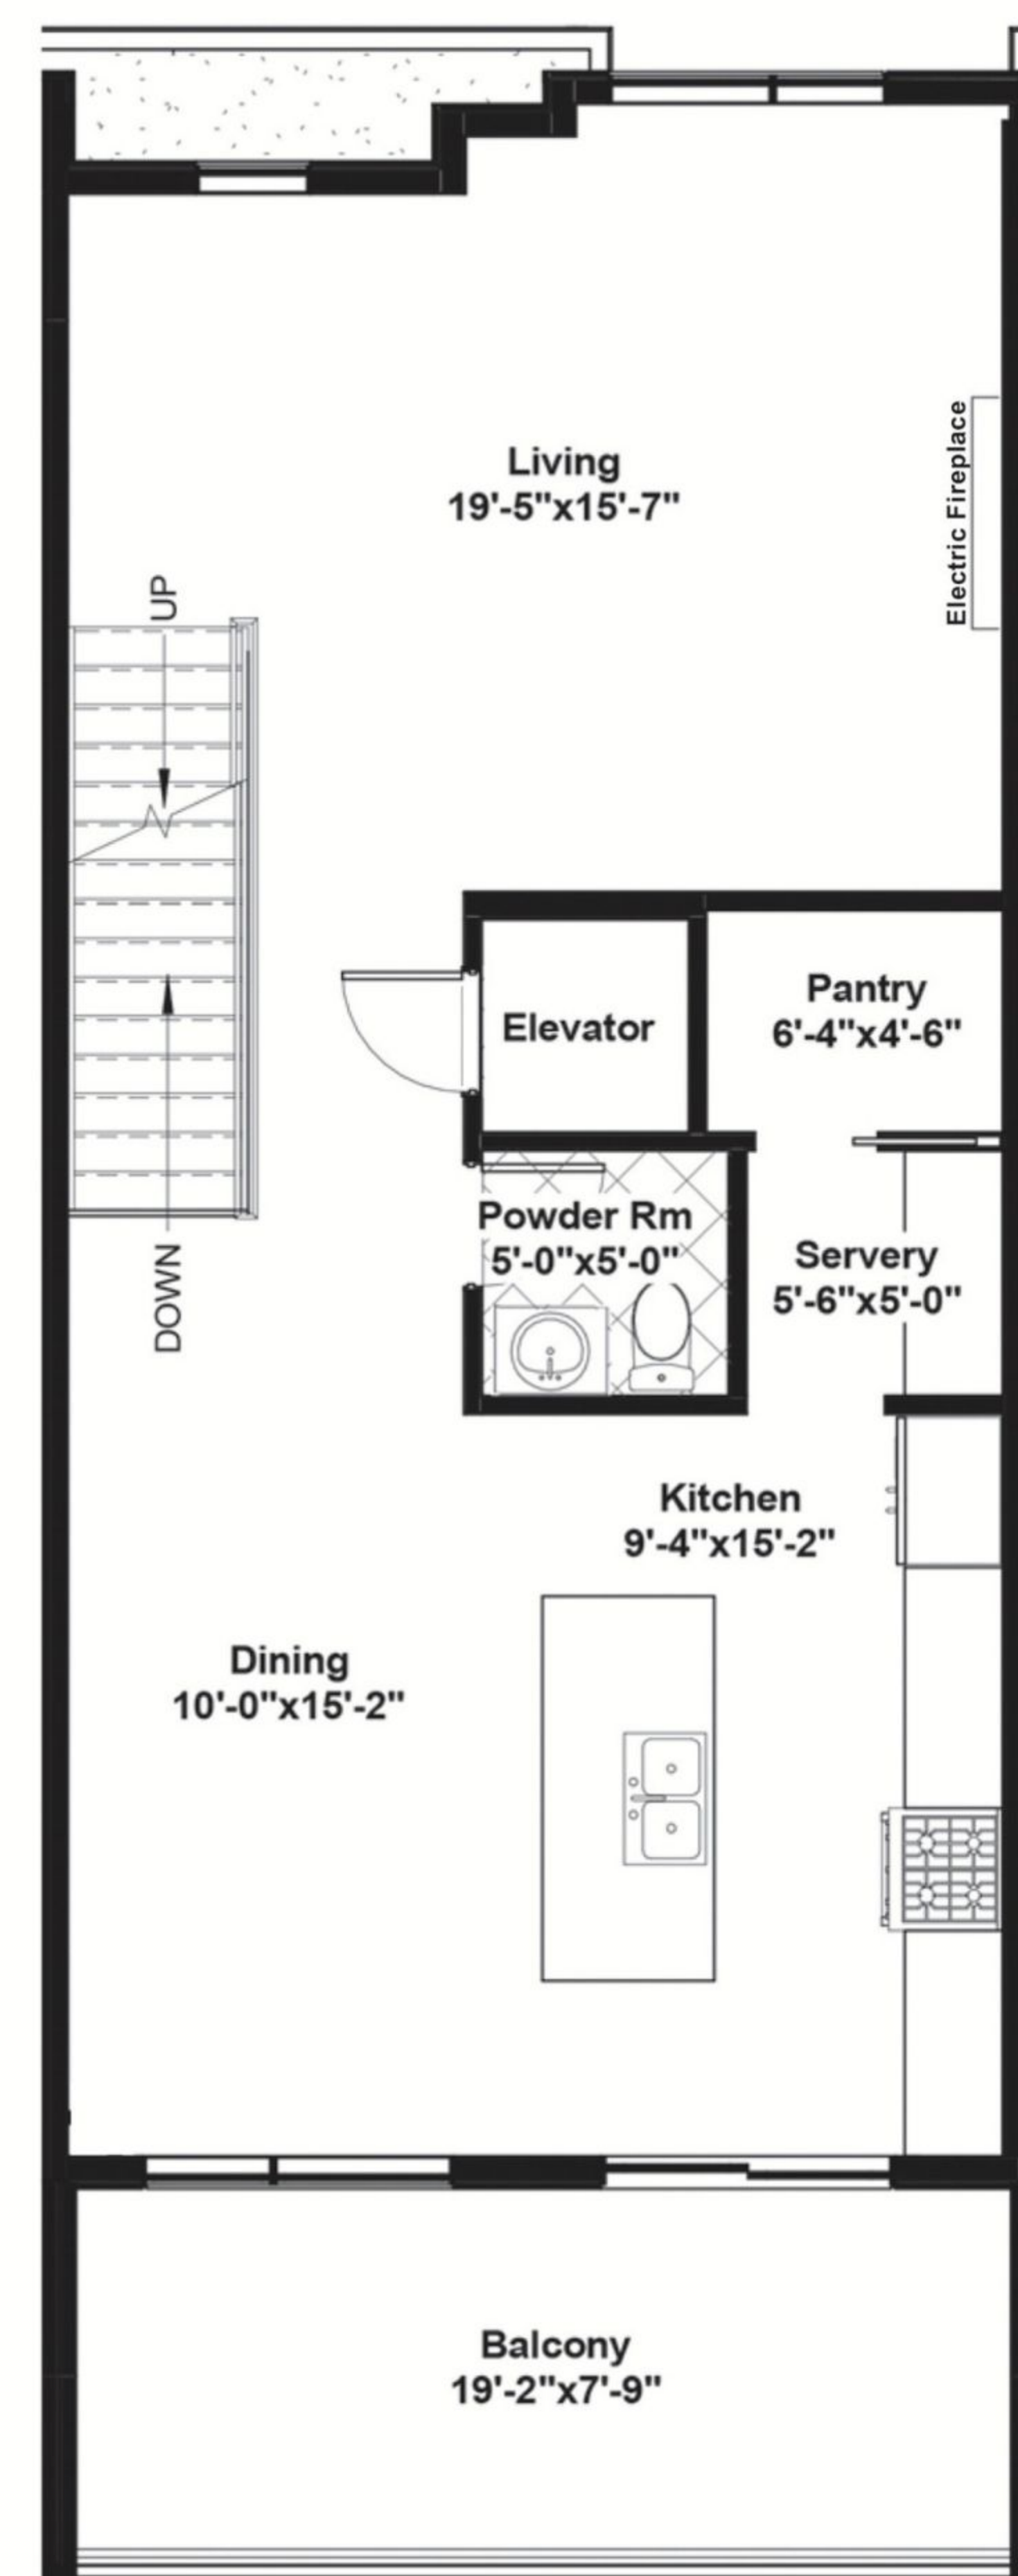 Living
19'-5"x15'-7"
Electric Fireplace
UP
Elevator
Pantry
6'-4"x4'-6"
Powder Rm
5'-0"x5'-0"
Servery
5'-6"x5'-0"
DOWN
Kitchen
9'-4"x15'-2"
Dining
10'-0"x15'-2"
Balcony
19'-2"x7'-9"